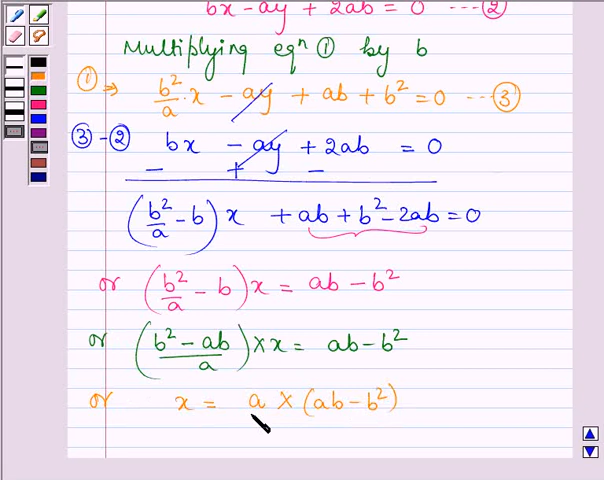 bx - ay + 2ab = 0 ---- ②
Multiplying eqⁿ ① by b
① ⇒ b²/a · x - ay + ab + b² = 0 --- ③
③ - ② bx - ay + 2ab = 0
- + -
(b²/a - b) x + ab + b² - 2ab = 0
or (b²/a - b) x = ab - b²
or (b² - ab/a) × x = ab - b²
or x = a × (ab - b²)